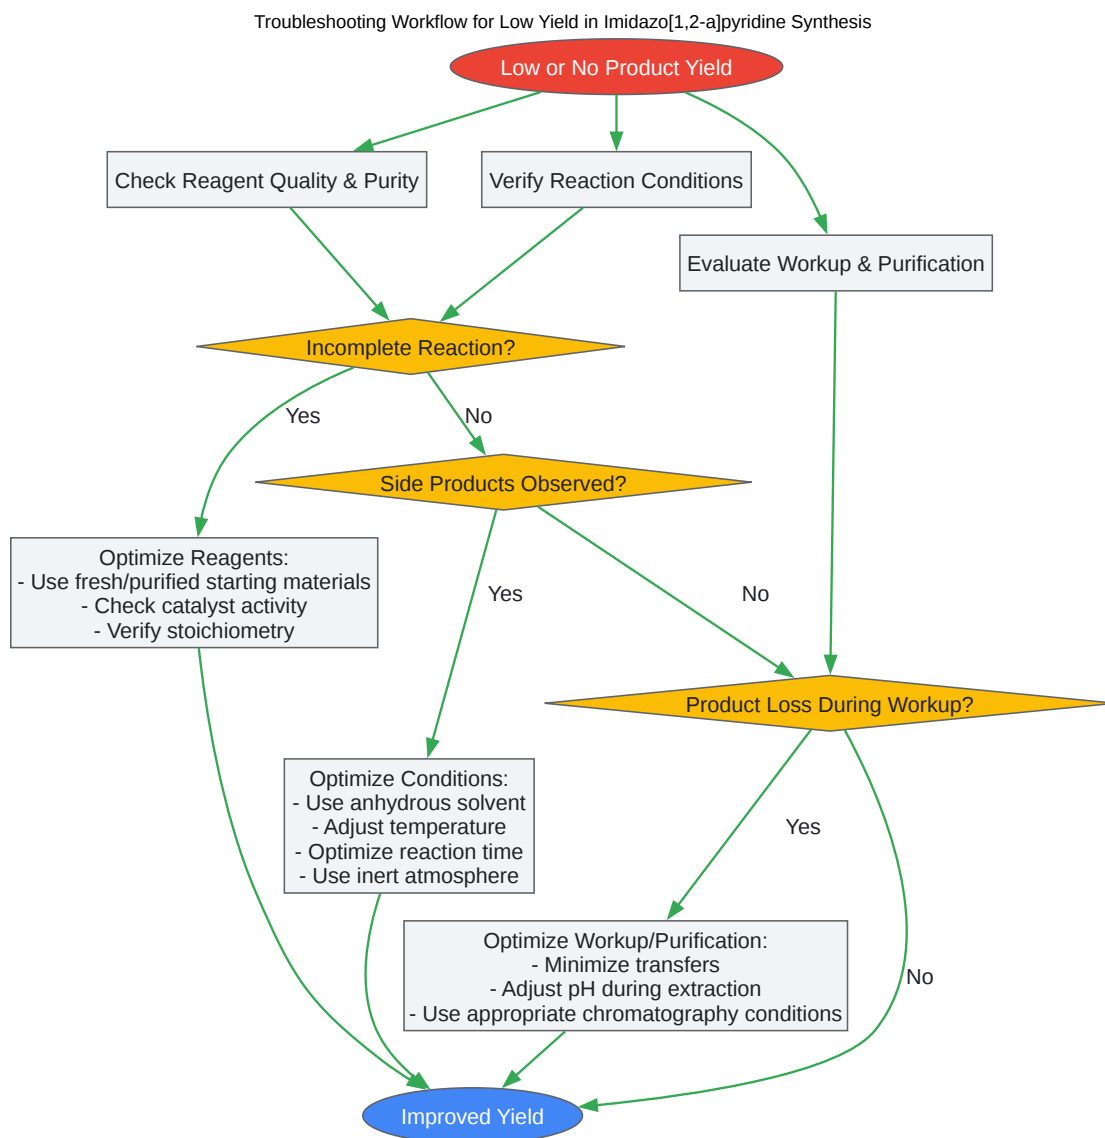 Troubleshooting Workflow for Low Yield in Imidazo[1,2-a]pyridine Synthesis
Low or No Product Yield
Check Reagent Quality & Purity
Verify Reaction Conditions
Evaluate Workup & Purification
Incomplete Reaction?
Yes
No
Side Products Observed?
Optimize Reagents:
- Use fresh/purified starting materials
- Check catalyst activity
- Verify stoichiometry
Yes
No
Product Loss During Workup?
Optimize Conditions:
- Use anhydrous solvent
- Adjust temperature
- Optimize reaction time
- Use inert atmosphere
Yes
No
Optimize Workup/Purification:
- Minimize transfers
- Adjust pH during extraction
- Use appropriate chromatography conditions
Improved Yield